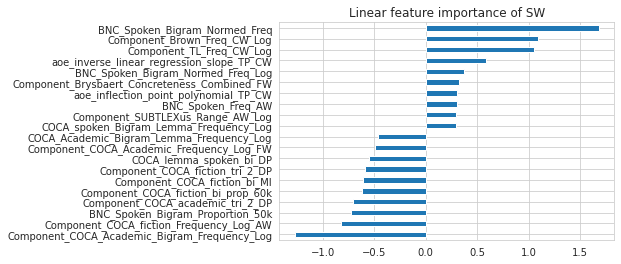 Linear feature importance of SW
BNC_Spoken_Bigram_Normed_Freq
Component_Brown_Freq_CW_Log
Component_TL_Freq_CW_Log
aoe_inverse_linear_regression_slope_TP_CW
BNC_Spoken_Bigram_Normed_Freq_Log
Component_Brysbaert_Concreteness_Combined_FW
aoe_inflection_point_polynomial_TP_CW
BNC_Spoken_Freq_AW
Component_SUBTLEXus_Range_AW_Log
COCA_spoken_Bigram_Lemma_Frequency_Log
COCA_Academic_Bigram_Lemma_Frequency_Log
Component_COCA_Academic_Frequency_Log_FW
COCA_lemma_spoken_bi_DP
Component_COCA_fiction_tri_2_DP
Component_COCA_fiction_bi_MI
Component_COCA_fiction_bi_prop_60k
Component_COCA_academic_tri_2_DP
BNC_Spoken_Bigram_Proportion_50k
Component_COCA_fiction_Frequency_Log_AW
Component_COCA_Academic_Bigram_Frequency_Log
−1.0 −0.5 0.0 0.5 1.0 1.5